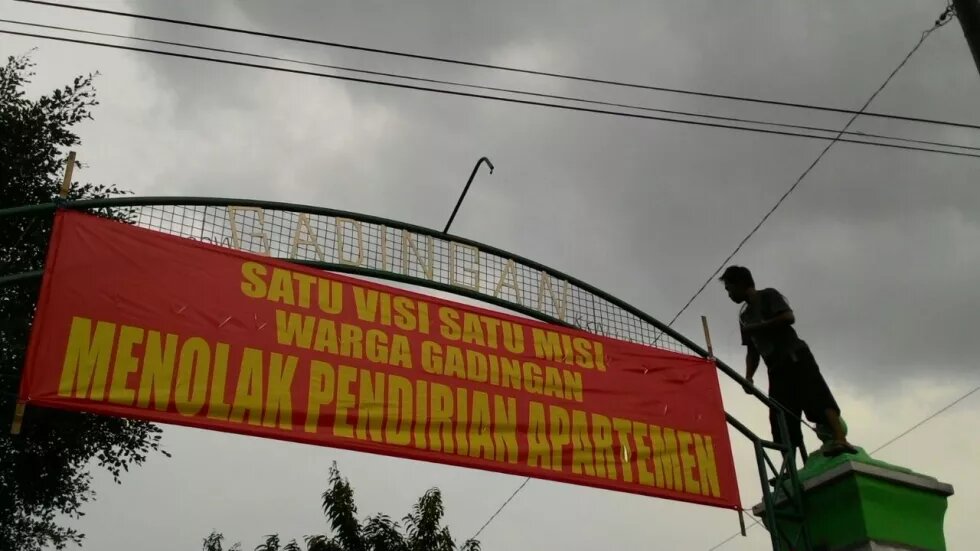 GADINGAN
SATU VISI SATU MISI
WARGA GADINGAN
MENOLAK PENDIRIAN APARTEMEN